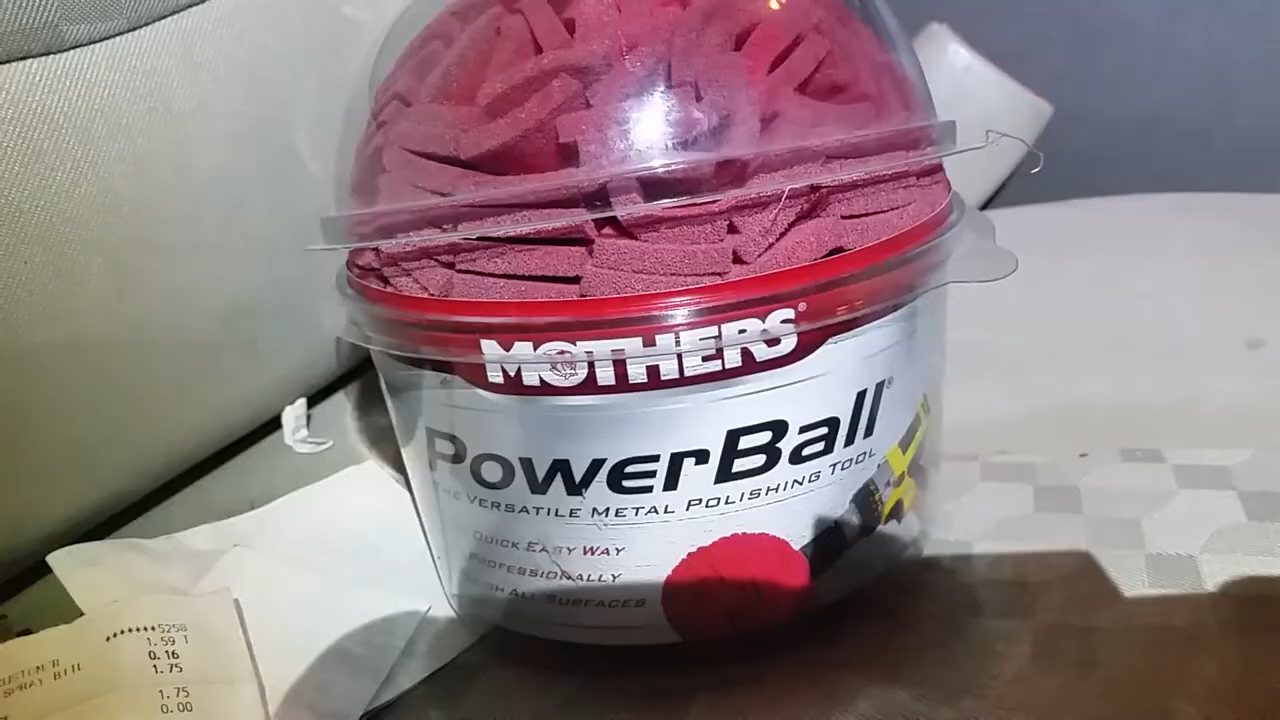 MOTHERS®
PowerBall®
THE VERSATILE METAL POLISHING TOOL
QUICK EASY WAY
PROFESSIONALLY
ALL SURFACES
*******5258
1.59 T
CUSTOMER
0.16
SPRAY
1.75
1.75
0.00